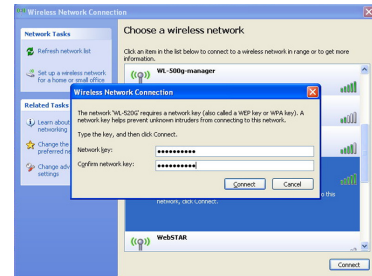 Wireless Network Connection
Network Tasks
Refresh network list
Set up a wireless network
for a home or small office
Related Tasks
Learn about
networking
Change the
preferred ne
Change adv
settings
Choose a wireless network
Click an item in the list below to connect to a wireless network in range or to get more
information.
WL-500g-manager
Wireless Network Connection
The network 'WL-520G' requires a network key (also called a WEP key or WPA key). A
network key helps prevent unknown intruders from connecting to this network.
Type the key, and then click Connect.
Network key:
Confirm network key:
Connect
Cancel
o this
network, click Connect.
WebSTAR
Connect